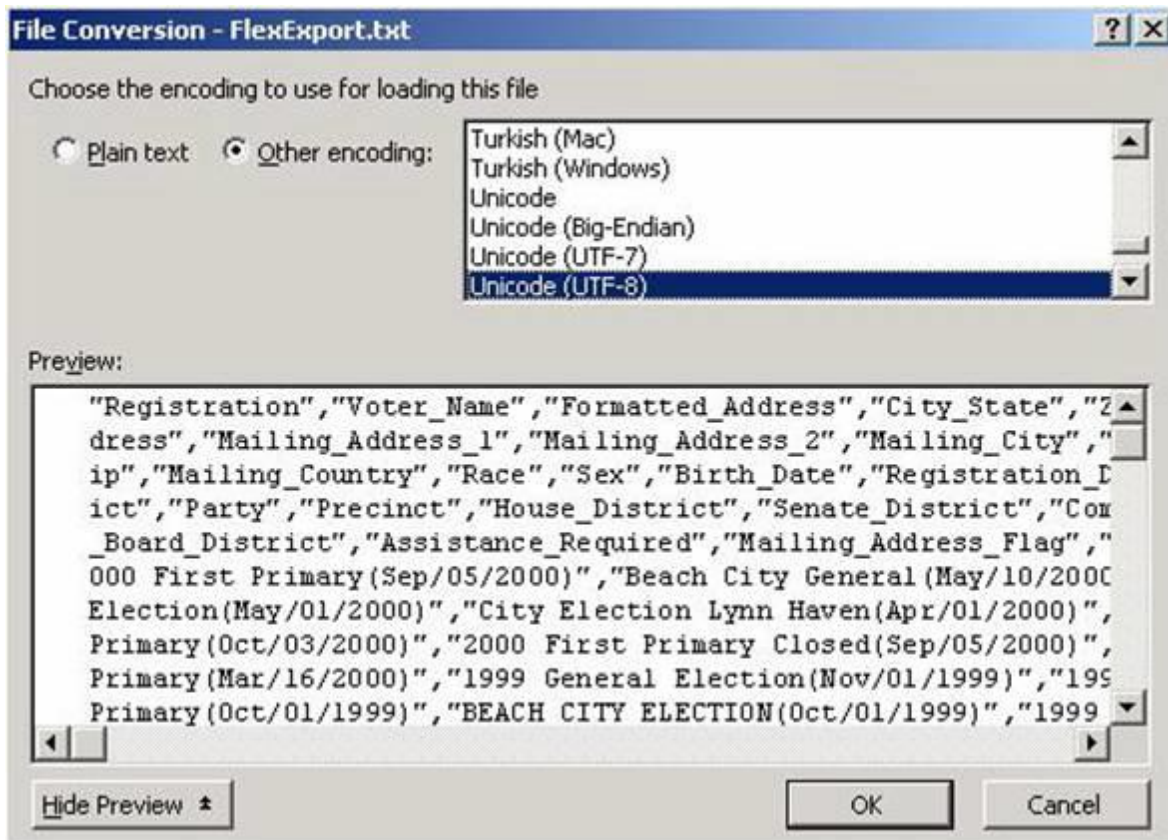 File Conversion - FlexExport.txt
Choose the encoding to use for loading this file
Plain text Other encoding:
Turkish (Mac)
Turkish (Windows)
Unicode
Unicode (Big-Endian)
Unicode (UTF-7)
Unicode (UTF-8)
Preview:
"Registration","Voter_Name","Formatted_Address","City_State","Z
dress","Mailing_Address_1","Mailing_Address_2","Mailing_City","
ip","Mailing_Country","Race","Sex","Birth_Date","Registration_D
ict","Party","Precinct","House_District","Senate_District","Com
_Board_District","Assistance_Required","Mailing_Address_Flag","
000 First Primary(Sep/05/2000)","Beach City General(May/10/2000
Election(May/01/2000)","City Election Lynn Haven(Apr/01/2000)",
Primary(Oct/03/2000)","2000 First Primary Closed(Sep/05/2000)",
Primary(Mar/16/2000)","1999 General Election(Nov/01/1999)","199
Primary(Oct/01/1999)","BEACH CITY ELECTION(Oct/01/1999)","1999
Hide Preview OK Cancel